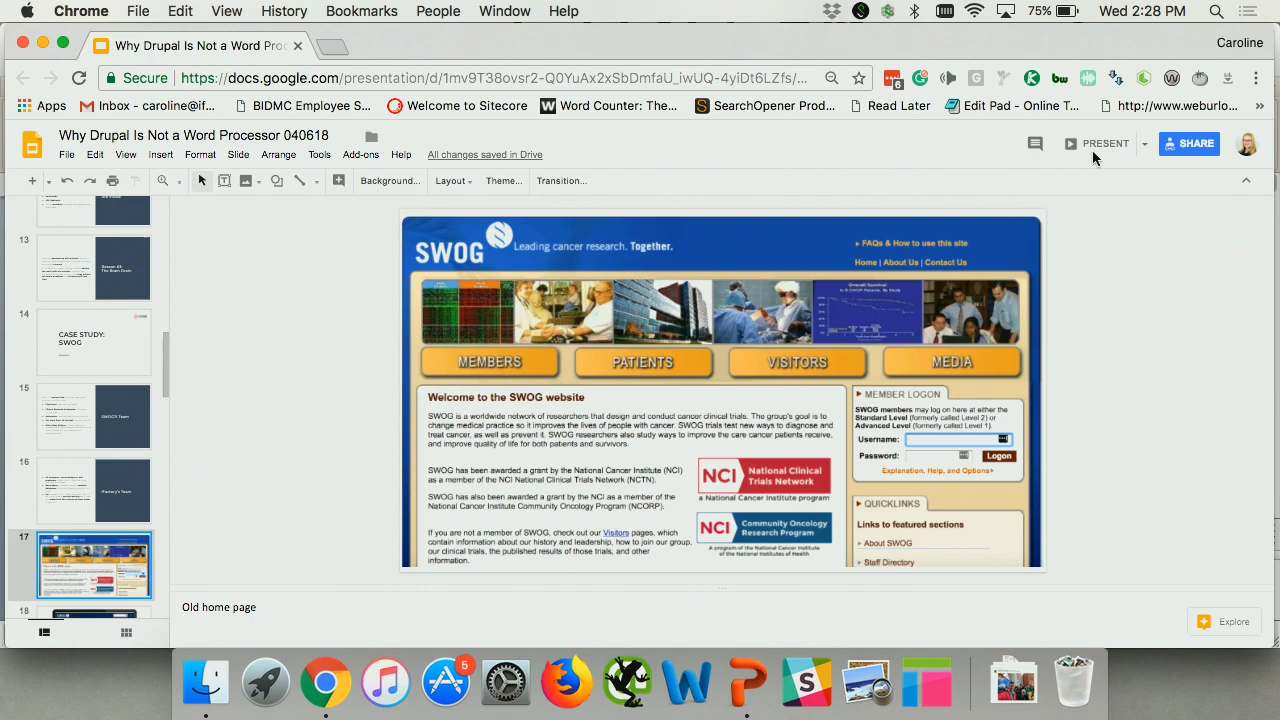 Chrome File Edit View History Bookmarks People Window Help 75% Wed 2:28 PM
Why Drupal Is Not a Word Proc Caroline
Secure https://docs.google.com/presentation/d/1mv9T38ovsr2-Q0YuAx2xSbDmfaU_iwUQ-4yiDt6LZfs/... 6
Apps Inbox - caroline@if... BIDMC Employee S... Welcome to Sitecore Word Counter: The... SearchOpener Prod... Read Later Edit Pad - Online T... http://www.weburlo...
Why Drupal Is Not a Word Processor 040618
File Edit View Insert Format Slide Arrange Tools Add-ons Help All changes saved in Drive
PRESENT SHARE
Background... Layout Theme... Transition...
13
Reason #3:
The Brain Drain
14
CASE STUDY:
SWOG
15
SWOG'S Team
16
iFactory's Team
17
18
SWOG Leading cancer research. Together.
FAQs & How to use this site
Home | About Us | Contact Us
Overall Survival
MEMBERS PATIENTS VISITORS MEDIA
Welcome to the SWOG website
SWOG is a worldwide network of researchers that design and conduct cancer clinical trials. The group's goal is to
change medical practice so it improves the lives of people with cancer. SWOG trials test new ways to diagnose and
treat cancer, as well as prevent it. SWOG researchers also study ways to improve the care cancer patients receive,
and improve quality of life for both patients and survivors.
SWOG has been awarded a grant by the National Cancer Institute (NCI)
as a member of the NCI National Clinical Trials Network (NCTN).
SWOG has also been awarded a grant by the NCI as a member of the
National Cancer Institute Community Oncology Program (NCORP).
If you are not a member of SWOG, check out our Visitors pages, which
contain information about our history and leadership, how to join our group,
our clinical trials, the published results of those trials, and other
information.
NCI National Clinical
Trials Network
a National Cancer Institute program
NCI Community Oncology
Research Program
A program of the National Cancer Institute
of the National Institutes of Health
MEMBER LOGON
SWOG members may log on here at either the
Standard Level (formerly called Level 2) or
Advanced Level (formerly called Level 1).
Username:
Password: Logon
Explanation, Help, and Options
QUICKLINKS
Links to featured sections
About SWOG
Staff Directory
Old home page
Explore
5